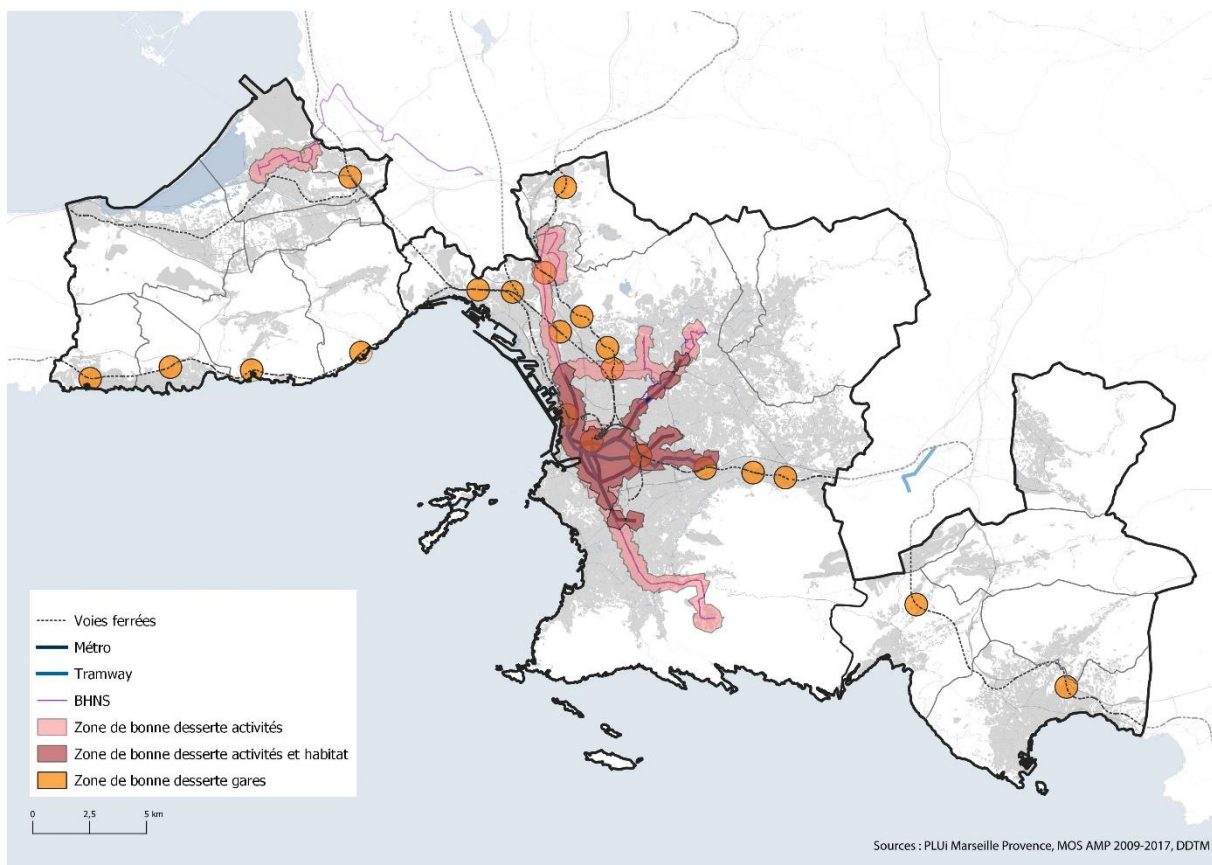 Voies ferrées
Métro
Tramway
BHNS
Zone de bonne desserte activités
Zone de bonne desserte activités et habitat
Zone de bonne desserte gares
0 2,5 5 km
Sources : PLUi Marseille Provence, MOS AMP 2009-2017, DDTM